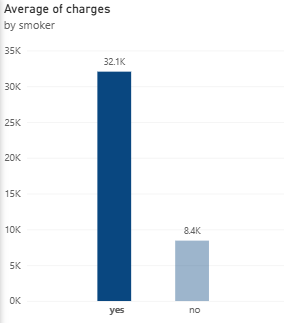 Average of charges
by smoker
35K
30K
25K
20K
15K
10K
5K
0K
32.1K
8.4K
yes
no